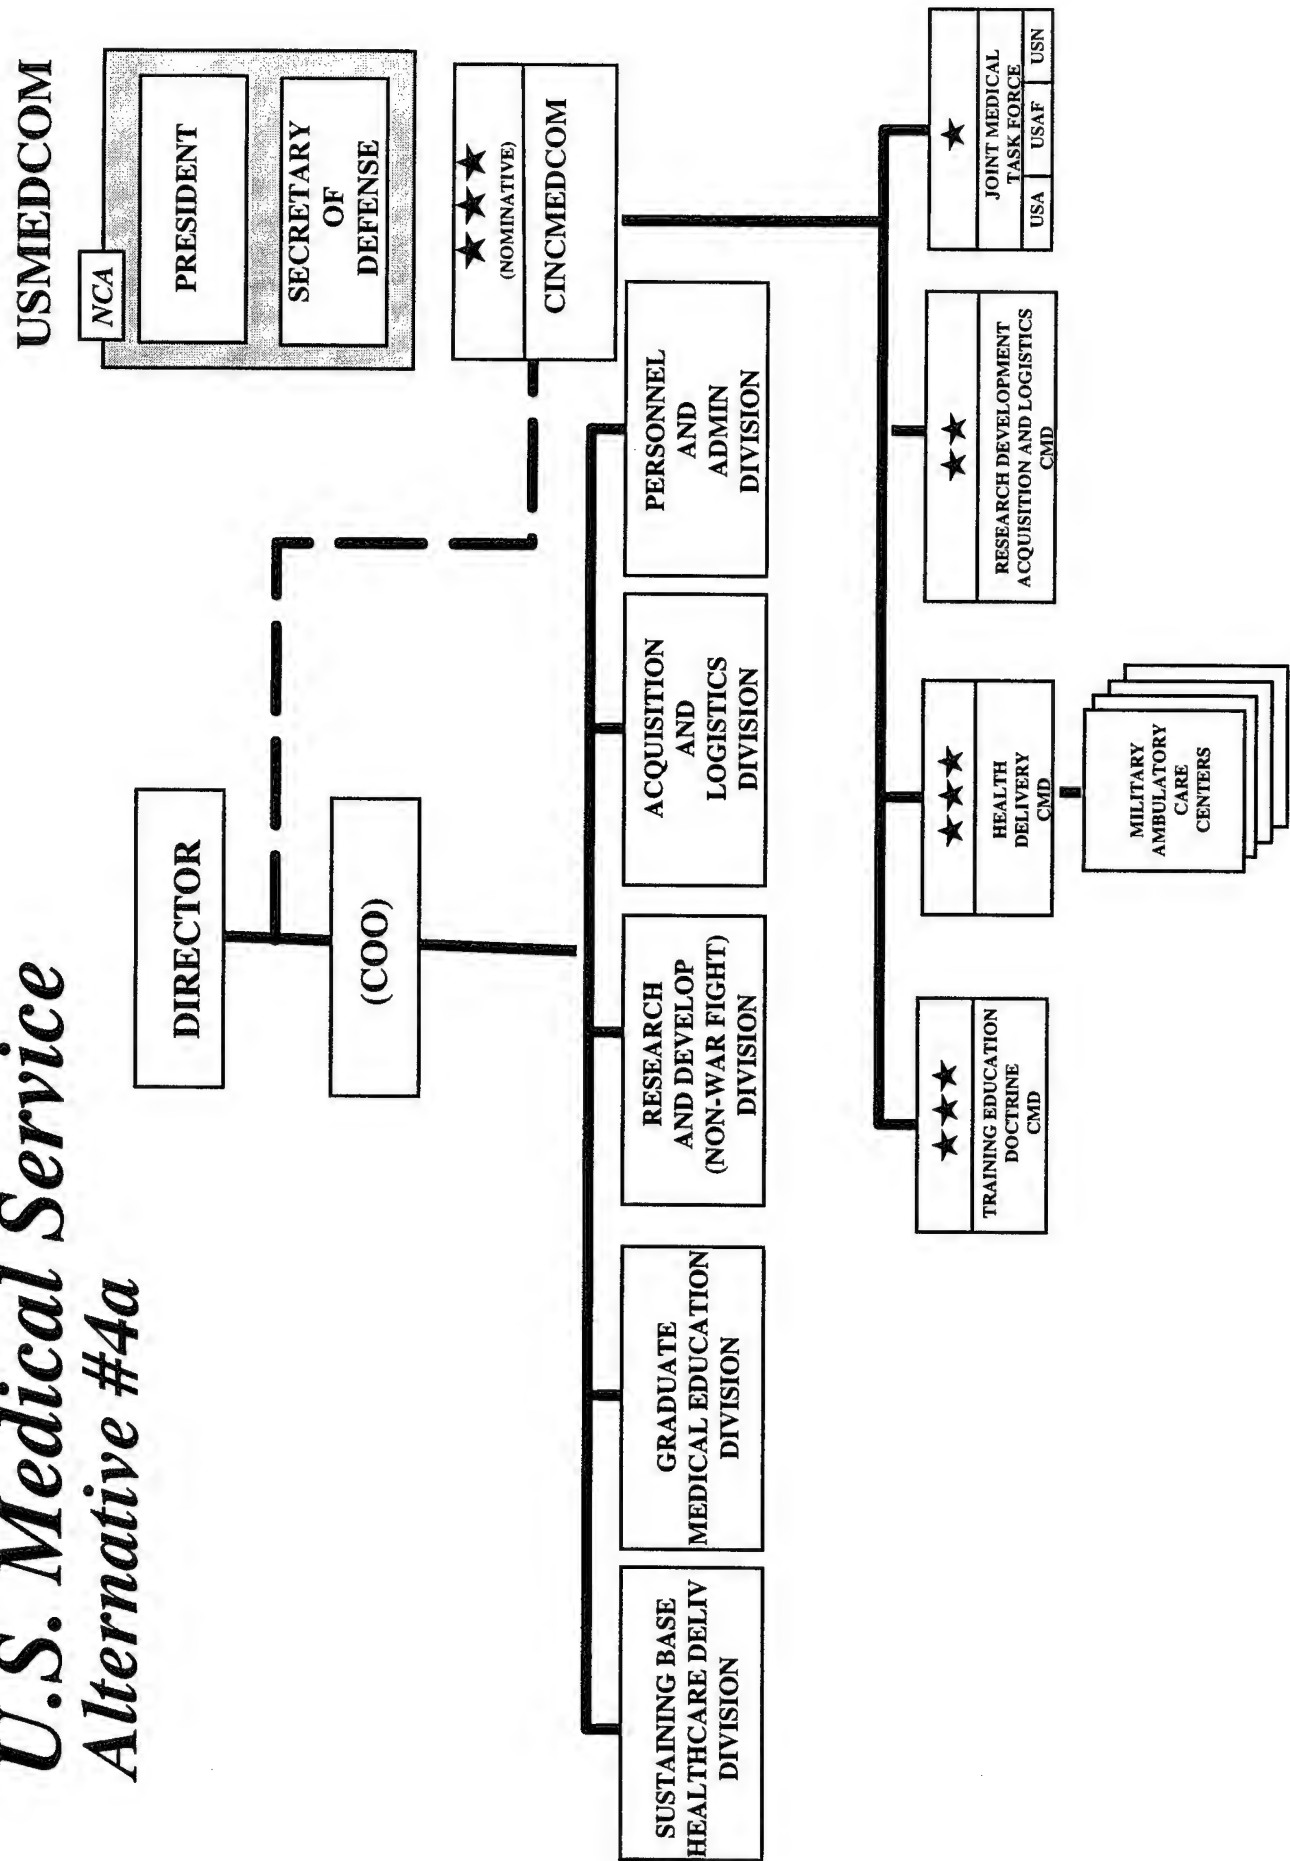 U.S. Medical Service
Alternative #4a
USMEDCOM
NCA
PRESIDENT
SECRETARY
OF
DEFENSE
DIRECTOR
(COO)
★★★
(NOMINATIVE)
CINCMEDCOM
SUSTAINING BASE
HEALTHCARE DELIV
DIVISION
GRADUATE
MEDICAL EDUCATION
DIVISION
RESEARCH
AND DEVELOP
(NON-WAR FIGHT)
DIVISION
ACQUISITION
AND
LOGISTICS
DIVISION
PERSONNEL
AND
ADMIN
DIVISION
★★★
TRAINING EDUCATION
DOCTRINE
CMD
★★★
HEALTH
DELIVERY
CMD
MILITARY
AMBULATORY
CARE
CENTERS
★★
RESEARCH DEVELOPMENT
ACQUISITION AND LOGISTICS
CMD
★
JOINT MEDICAL
TASK FORCE
USA USAF USN